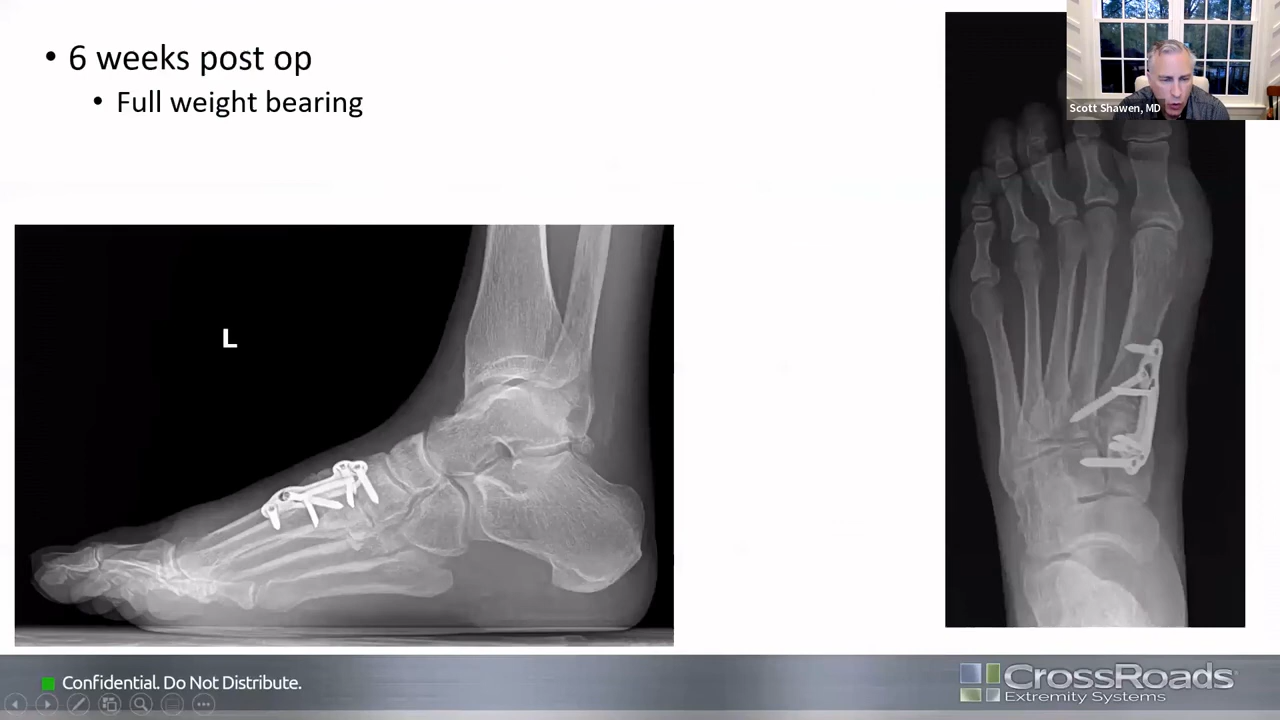 • 6 weeks post op
• Full weight bearing
Scott Shawen, MD
L
Confidential. Do Not Distribute.
CrossRoads
Extremity Systems